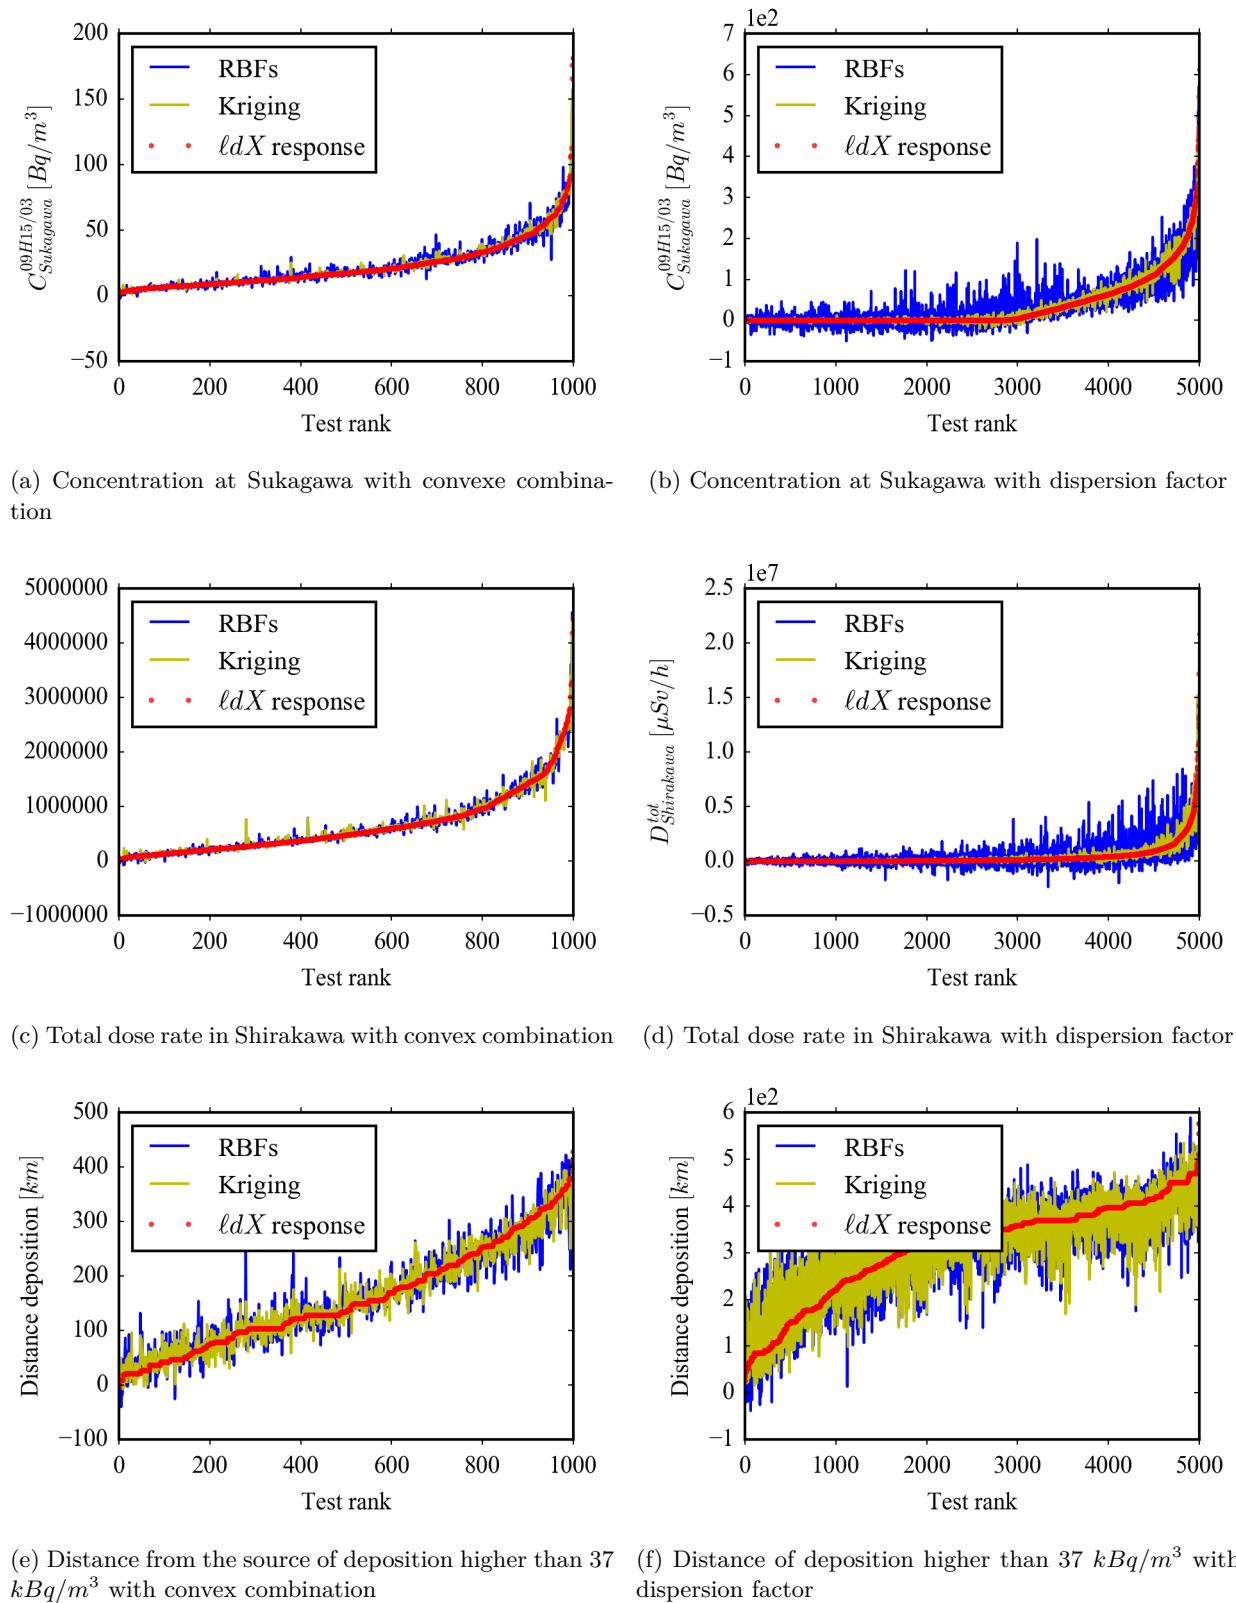 200
150
100
50
0
−50
C^{09H15/03}_{Sukagawa} [Bq/m^3]
RBFs
Kriging
ℓdX response
0 200 400 600 800 1000
Test rank
(a) Concentration at Sukagawa with convexe combina-
tion
1e2
7
6
5
4
3
2
1
0
−1
C^{09H15/03}_{Sukagawa} [Bq/m^3]
RBFs
Kriging
ℓdX response
0 1000 2000 3000 4000 5000
Test rank
(b) Concentration at Sukagawa with dispersion factor
5000000
4000000
3000000
2000000
1000000
0
−1000000
RBFs
Kriging
ℓdX response
0 200 400 600 800 1000
Test rank
(c) Total dose rate in Shirakawa with convex combination
1e7
2.5
2.0
1.5
1.0
0.5
0.0
−0.5
D^{tot}_{Shirakawa} [μSv/h]
RBFs
Kriging
ℓdX response
0 1000 2000 3000 4000 5000
Test rank
(d) Total dose rate in Shirakawa with dispersion factor
500
400
300
200
100
0
−100
Distance deposition [km]
RBFs
Kriging
ℓdX response
0 200 400 600 800 1000
Test rank
(e) Distance from the source of deposition higher than 37
kBq/m^3 with convex combination
1e2
6
5
4
3
2
1
0
−1
Distance deposition [km]
RBFs
Kriging
ℓdX response
0 1000 2000 3000 4000 5000
Test rank
(f) Distance of deposition higher than 37 kBq/m^3 with
dispersion factor